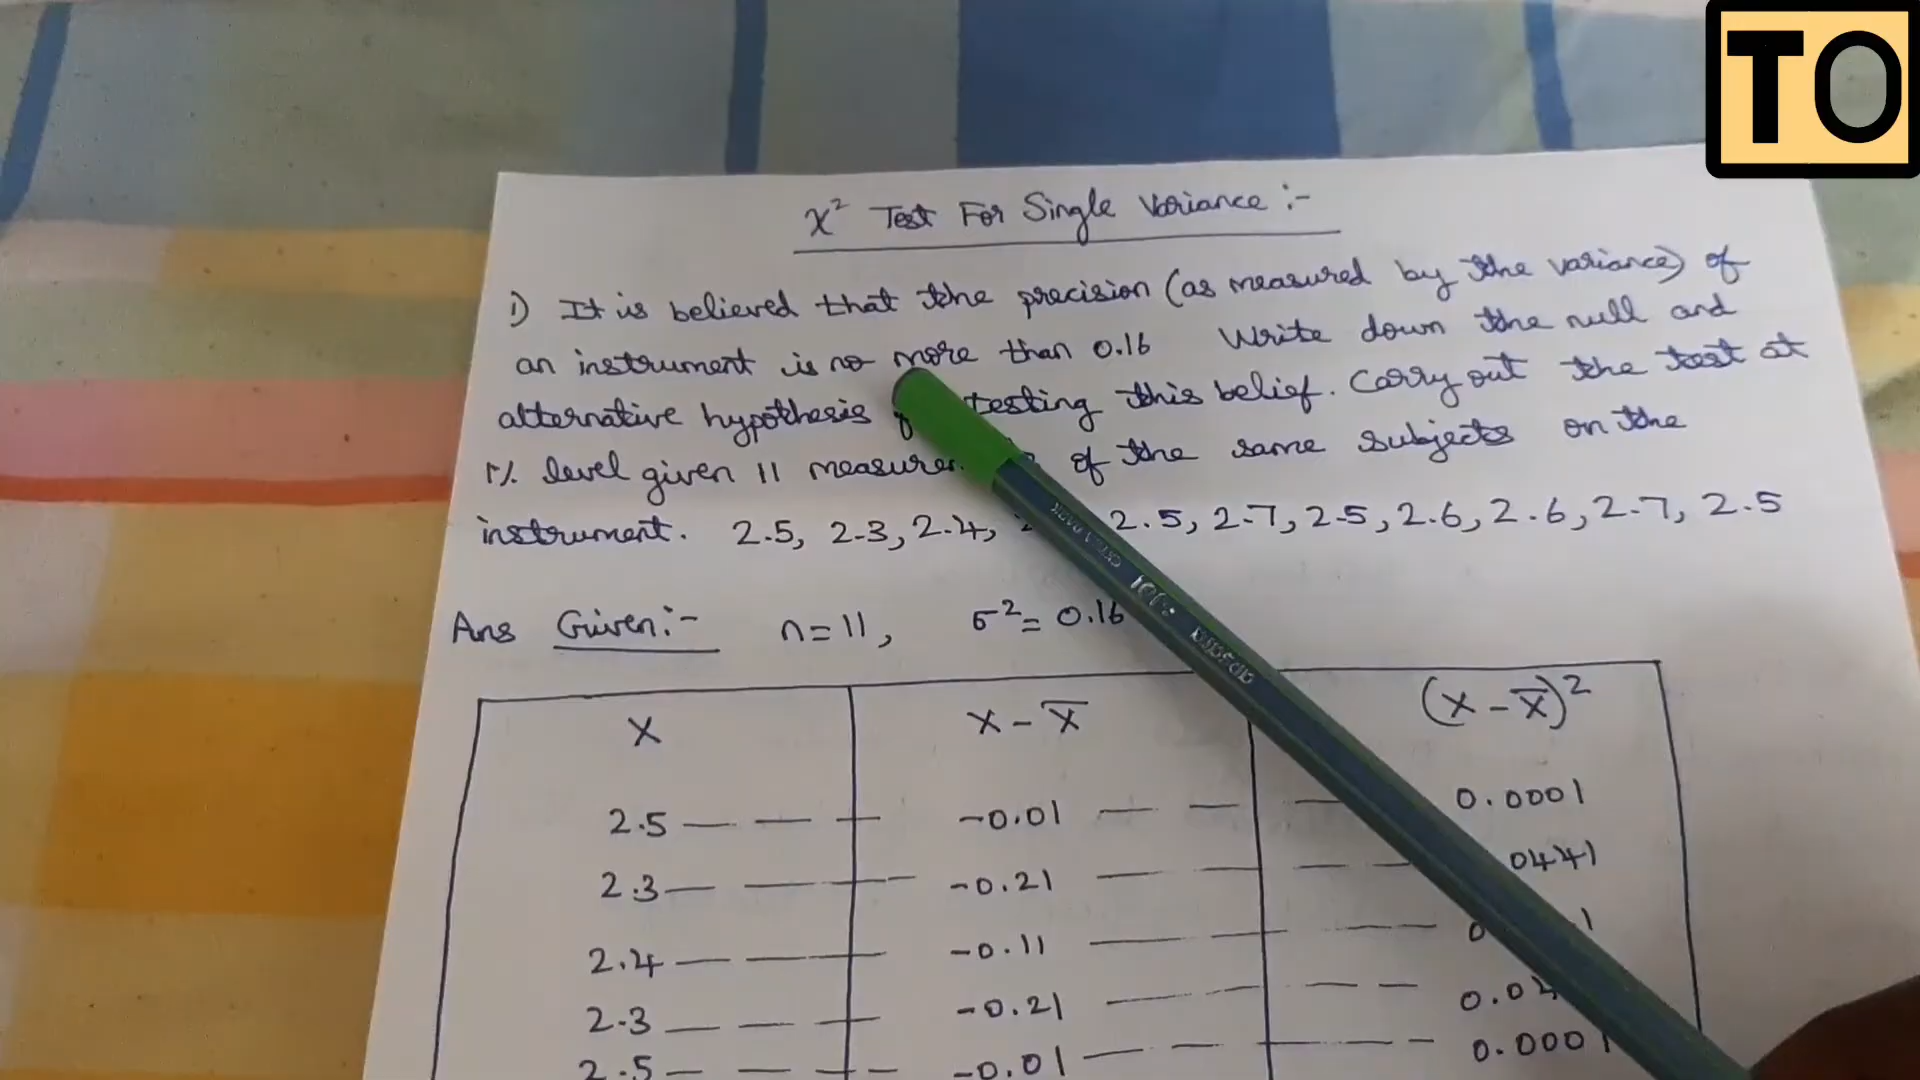 TO
χ² Test For Single Variance :-
1) It is believed that the precision (as measured by the variance) of
an instrument is no more than 0.16 Write down the null and
alternative hypothesis testing this belief. Carry out the test at
1% level given 11 of the same subjects on the
instrument. 2.5, 2.3, 2.4, 2.5, 2.7, 2.5, 2.6, 2.6, 2.7, 2.5
Ans Given:- n=11, σ²= 0.16
X X - X̄ (X - X̄)²
2.5 -0.01 0.0001
2.3 -0.21 0441
2.4 -0.11
2.3 -0.21
2.5 -0.01 0.0001